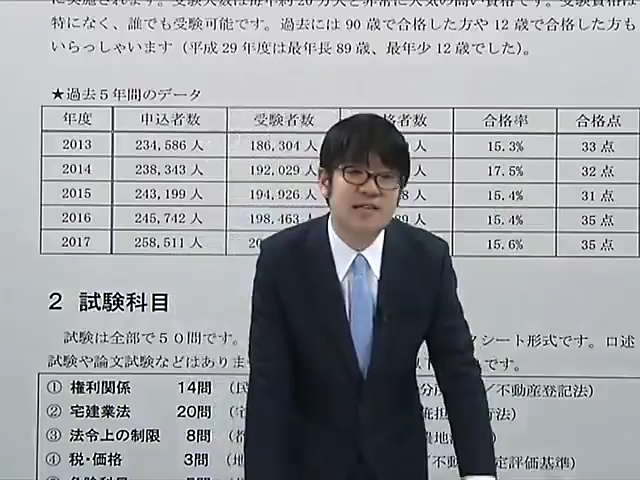 に実施されます。受験人数は毎年約20万人と非常に人気の高い資格です。受験資格は
特になく、誰でも受験可能です。過去には90歳で合格した方や12歳で合格した方も
いらっしゃいます（平成29年度は最年長89歳、最年少12歳でした）。
★過去5年間のデータ
年度 申込者数 受験者数 格者数 合格率 合格点
2013 234,586人 186,304人 人 15.3% 33点
2014 238,343人 192,029人 人 17.5% 32点
2015 243,199人 194,926人 人 15.4% 31点
2016 245,742人 198,463人 人 15.4% 35点
2017 258,511人 20 人 15.6% 35点
2 試験科目
試験は全部で50問です。 シート形式です。口述
試験や論文試験などはありま です。
① 権利関係 14問 （民 ／不動産登記法）
② 宅建業法 20問 （宅 法）
③ 法令上の制限 8問 （都
④ 税・価格 3問 （地 定評価基準）